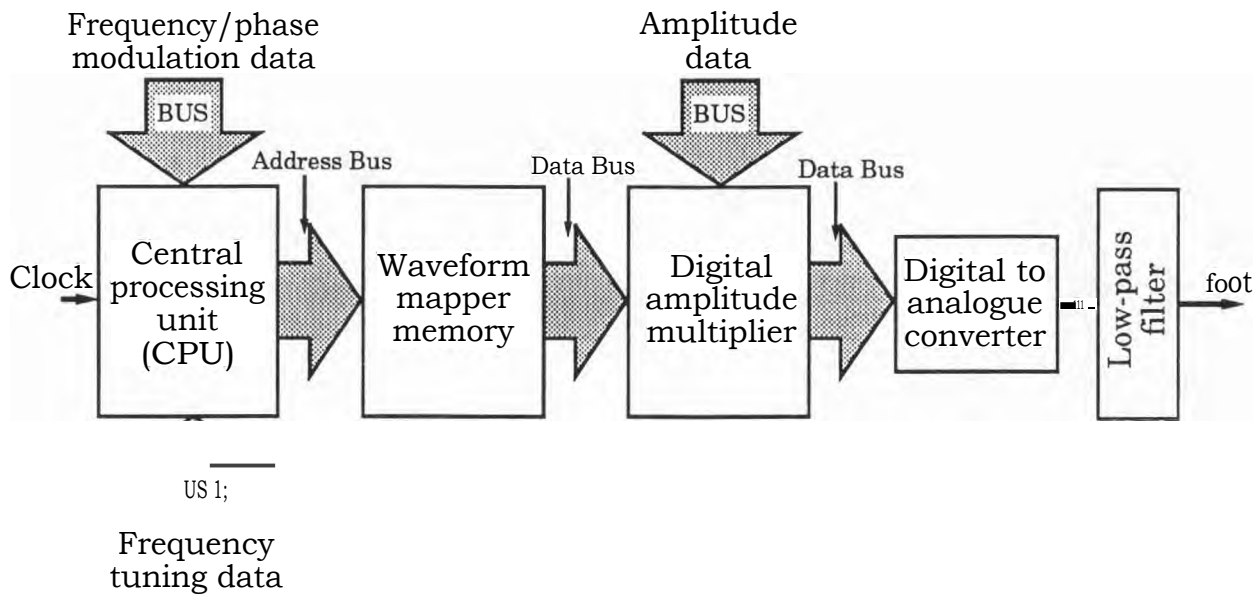 Frequency/phase
modulation data
Amplitude
data
BUS
BUS
Address Bus
Data Bus
Data Bus
Clock
Central
processing
unit
(CPU)
Waveform
mapper
memory
Digital
amplitude
multiplier
Digital to
analogue
converter
Low-pass
filter
foot
US 1;
Frequency
tuning data